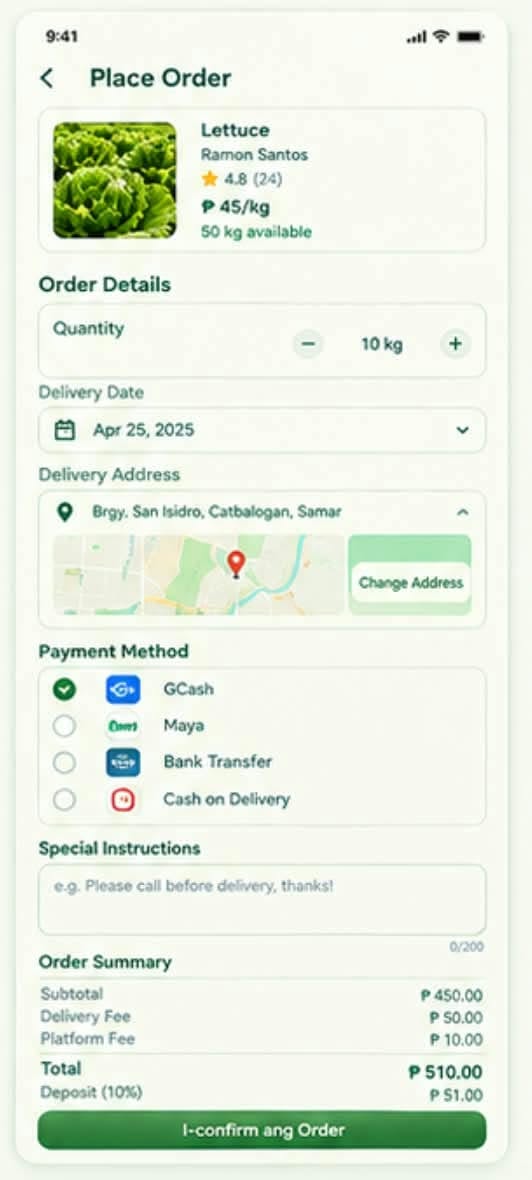 9:41
Place Order
Lettuce
Ramon Santos
4.8 (24)
₱ 45/kg
50 kg available
Order Details
Quantity
10 kg
Delivery Date
Apr 25, 2025
Delivery Address
Brgy. San Isidro, Catbalogan, Samar
Change Address
Payment Method
GCash
Maya
Bank Transfer
Cash on Delivery
Special Instructions
e.g. Please call before delivery, thanks!
0/200
Order Summary
Subtotal ₱ 450.00
Delivery Fee ₱ 50.00
Platform Fee ₱ 10.00
Total ₱ 510.00
Deposit (10%) ₱ 51.00
I-confirm ang Order